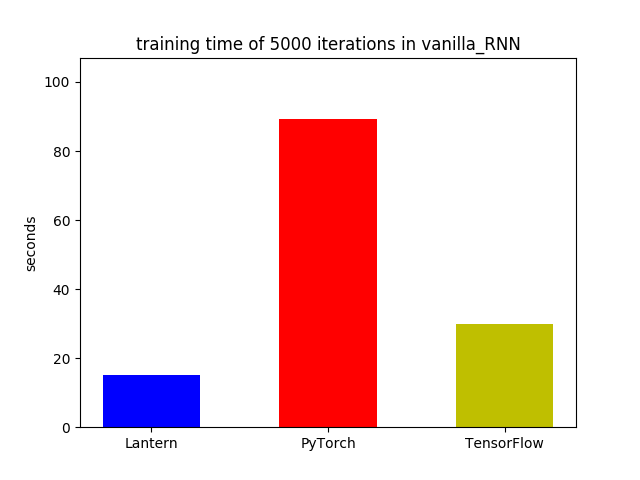 training time of 5000 iterations in vanilla_RNN
100
80
60
40
20
0
seconds
Lantern PyTorch TensorFlow